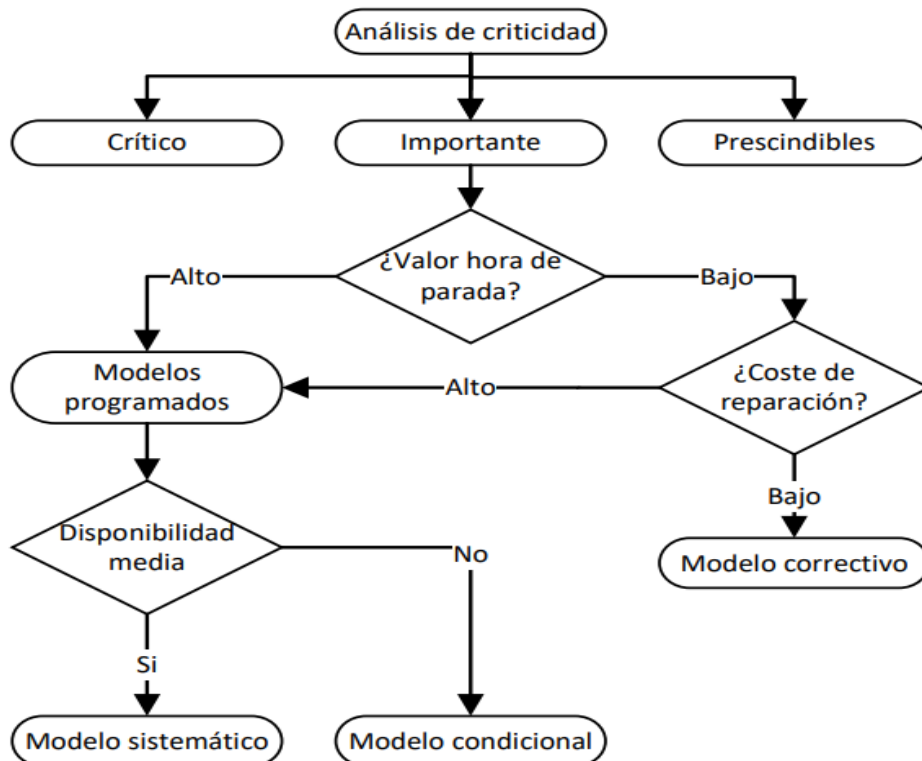 Análisis de criticidad
Crítico
Importante
Prescindibles
¿Valor hora de
parada?
Alto
Bajo
Modelos
programados
Alto
¿Coste de
reparación?
Bajo
Disponibilidad
media
No
Modelo correctivo
Si
Modelo sistemático
Modelo condicional